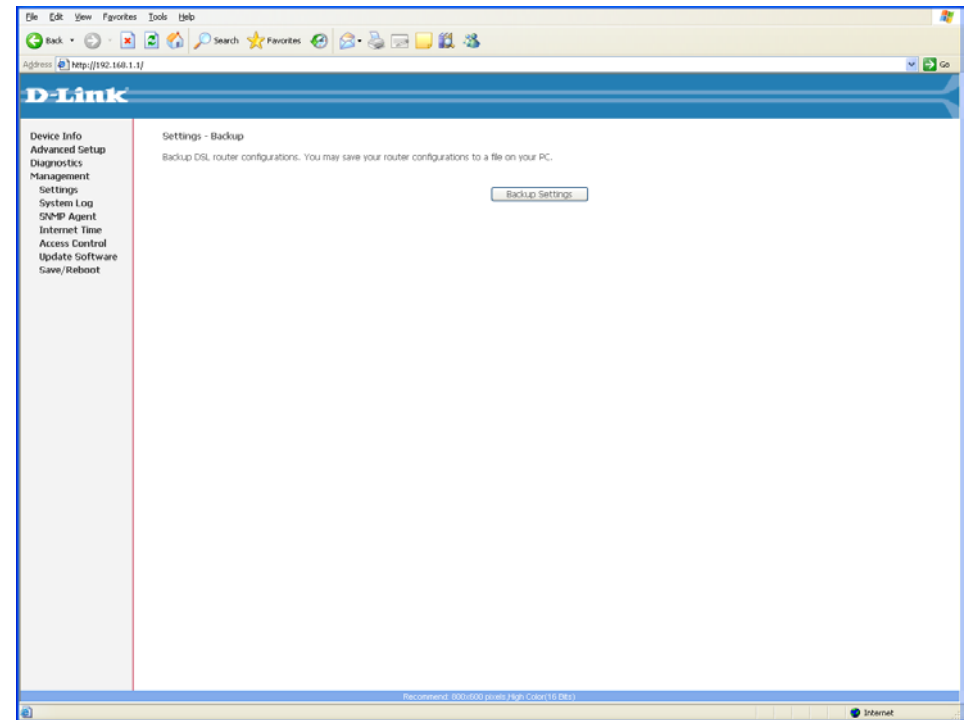 File Edit View Favorites Tools Help
Back Search Favorites
Address http://192.168.1.1/ Go
D-Link
Device Info
Advanced Setup
Diagnostics
Management
Settings
System Log
SNMP Agent
Internet Time
Access Control
Update Software
Save/Reboot
Settings - Backup
Backup DSL router configurations. You may save your router configurations to a file on your PC.
Backup Settings
Recommend: 800x600 pixels,High Color(16 Bits)
Internet